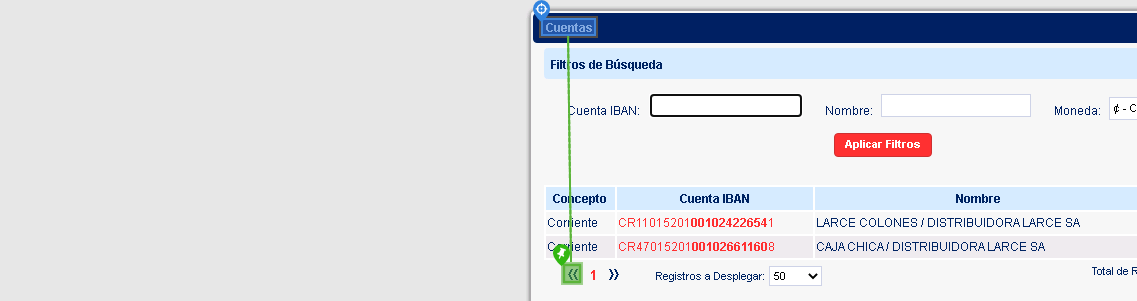 Cuentas
Filtros de Búsqueda
Cuenta IBAN: Nombre: Moneda: ₡ - C
Aplicar Filtros
Concepto Cuenta IBAN Nombre
Corriente CR11015201001024226541 LARCE COLONES / DISTRIBUIDORA LARCE SA
Corriente CR47015201001026611608 CAJA CHICA / DISTRIBUIDORA LARCE SA
« 1 » Registros a Desplegar: 50 Total de R